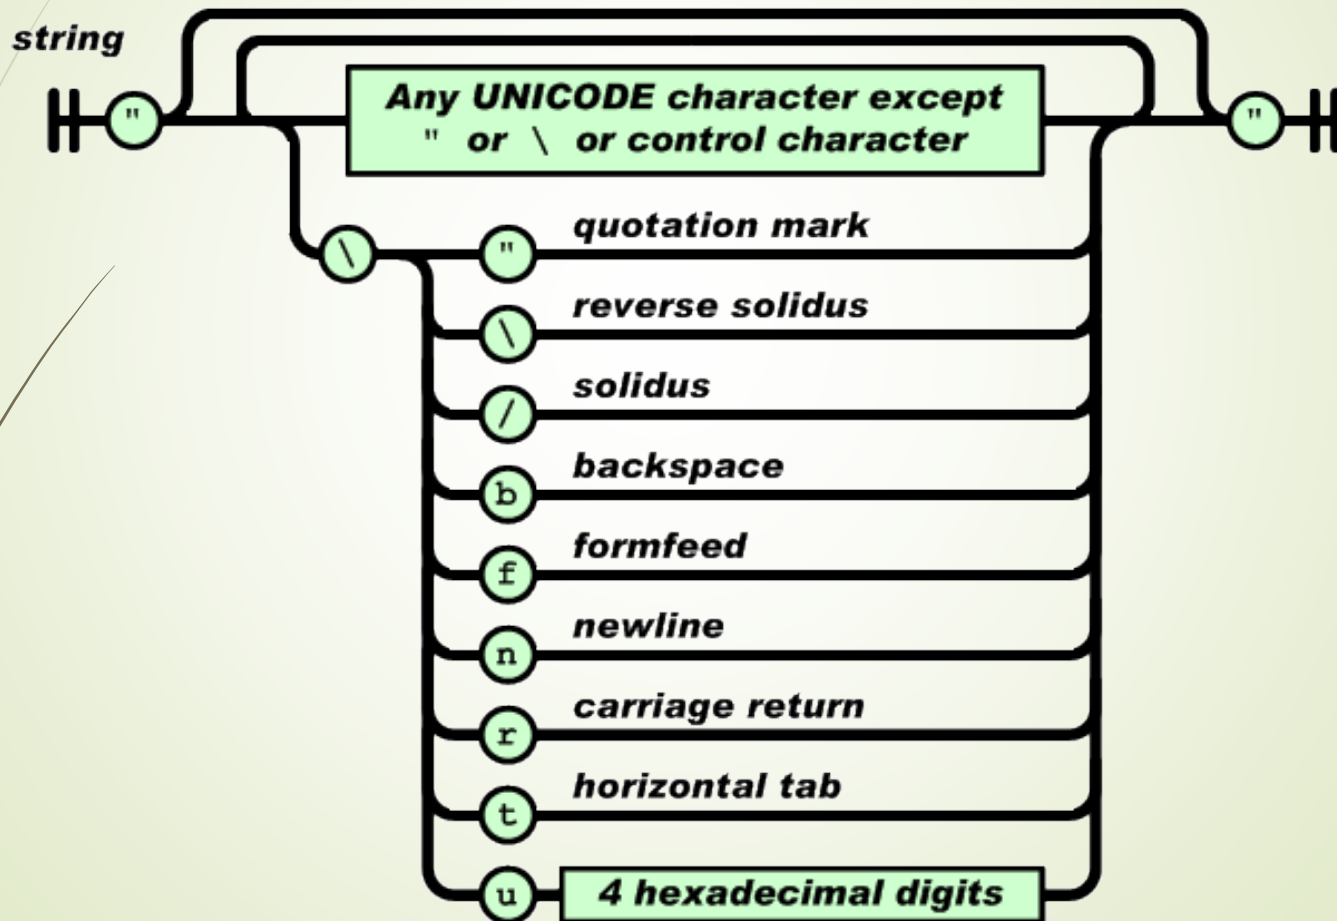 string
"
Any UNICODE character except
" or \ or control character
"
\
" quotation mark
\ reverse solidus
/ solidus
b backspace
f formfeed
n newline
r carriage return
t horizontal tab
u 4 hexadecimal digits